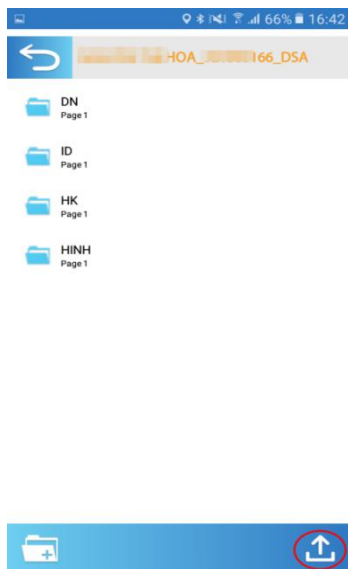 66% 16:42
HOA_ 166_DSA
DN
Page 1
ID
Page 1
HK
Page 1
HINH
Page 1